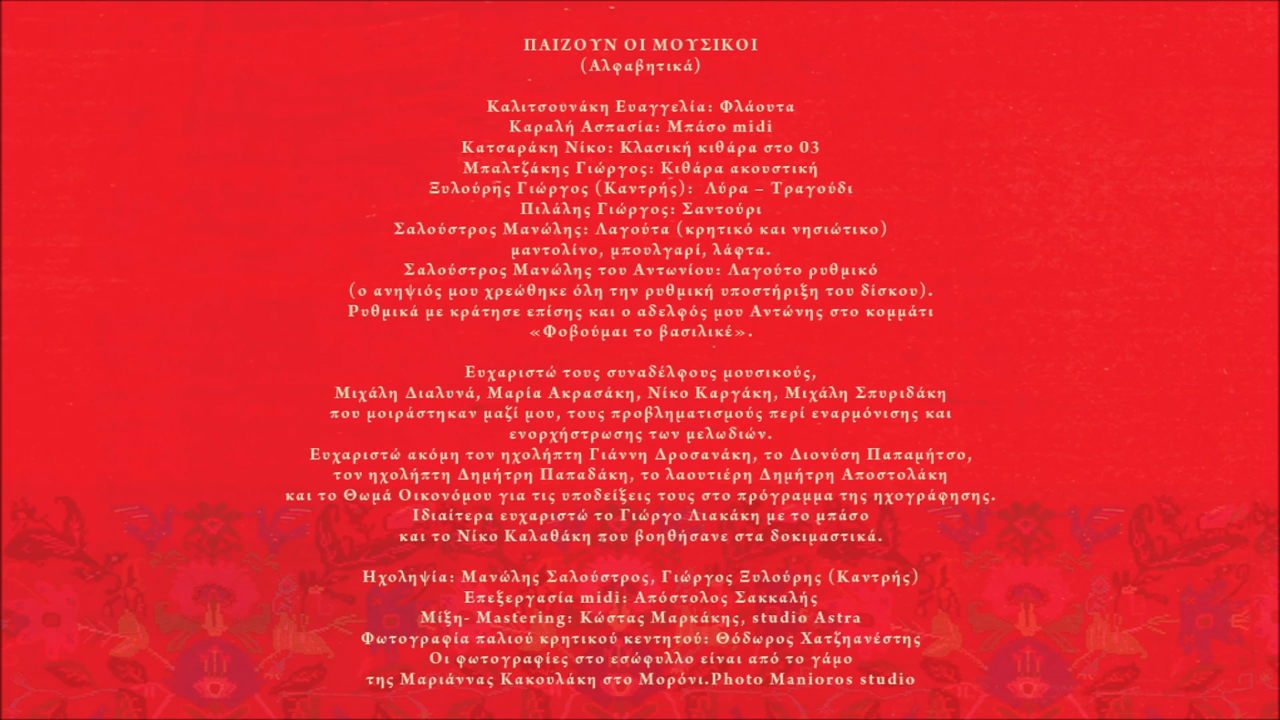 ΠΑΙΖΟΥΝ ΟΙ ΜΟΥΣΙΚΟΙ
(Αλφαβητικά)
Καλιτσουνάκη Ευαγγελία: Φλάουτα
Καραλή Ασπασία: Μπάσο midi
Κατσαράκη Νίκο: Κλασική κιθάρα στο 03
Μπαλτζάκης Γιώργος: Κιθάρα ακουστική
Ξυλούρης Γιώργος (Καντρής): Λύρα – Τραγούδι
Πιλάλης Γιώργος: Σαντούρι
Σαλούστρος Μανώλης: Λαγούτα (κρητικό και νησιώτικο)
μαντολίνο, μπουλγαρί, λάφτα.
Σαλούστρος Μανώλης του Αντωνίου: Λαγούτο ρυθμικό
(ο ανηψιός μου χρεώθηκε όλη την ρυθμική υποστήριξη του δίσκου).
Ρυθμικά με κράτησε επίσης και ο αδελφός μου Αντώνης στο κομμάτι
«Φοβούμαι το βασιλικέ».
Ευχαριστώ τους συναδέλφους μουσικούς,
Μιχάλη Διαλυνά, Μαρία Ακρασάκη, Νίκο Καργάκη, Μιχάλη Σπυριδάκη
που μοιράστηκαν μαζί μου, τους προβληματισμούς περί εναρμόνισης και
ενορχήστρωσης των μελωδιών.
Ευχαριστώ ακόμη τον ηχολήπτη Γιάννη Δροσανάκη, το Διονύση Παπαμήτσο,
τον ηχολήπτη Δημήτρη Παπαδάκη, το λαουτιέρη Δημήτρη Αποστολάκη
και το Θωμά Οικονόμου για τις υποδείξεις τους στο πρόγραμμα της ηχογράφησης.
Ιδιαίτερα ευχαριστώ το Γιώργο Λιακάκη με το μπάσο
και το Νίκο Καλαθάκη που βοηθήσανε στα δοκιμαστικά.
Ηχοληψία: Μανώλης Σαλούστρος, Γιώργος Ξυλούρης (Καντρής)
Επεξεργασία midi: Απόστολος Σακκαλής
Μίξη- Mastering: Κώστας Μαρκάκης, studio Astra
Φωτογραφία παλιού κρητικού κεντητού: Θόδωρος Χατζηανέστης
Οι φωτογραφίες στο εσώφυλλο είναι από το γάμο
της Μαριάννας Κακουλάκη στο Μορόνι.Photo Manioros studio